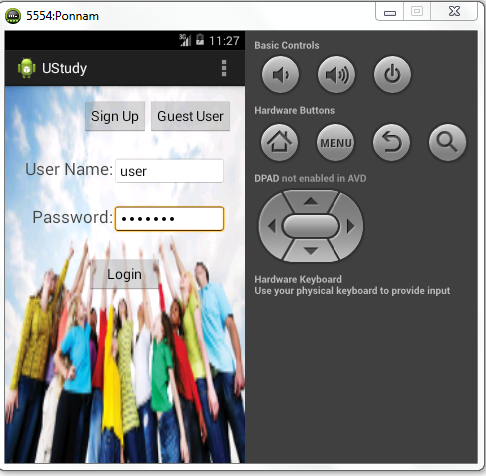 5554:Ponnam
3G 11:27
UStudy
Sign Up Guest User
User Name: user
Password: •••••••
Login
Basic Controls
Hardware Buttons
MENU
DPAD not enabled in AVD
Hardware Keyboard
Use your physical keyboard to provide input